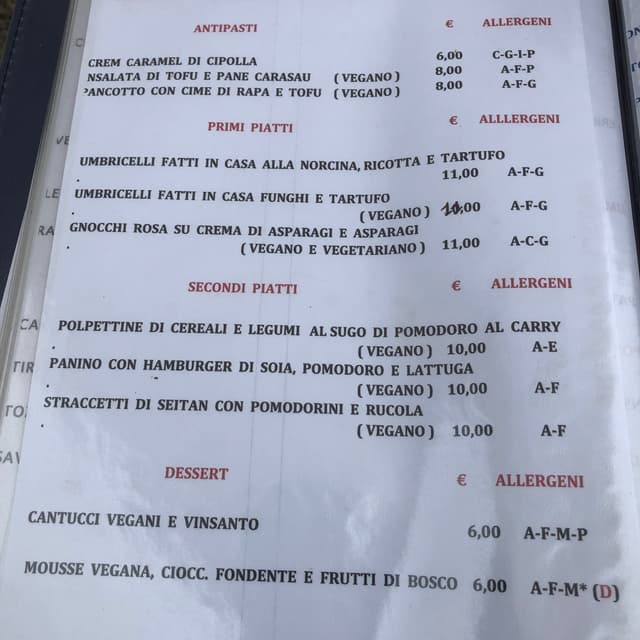 ANTIPASTI € ALLERGENI
CREM CARAMEL DI CIPOLLA 6,00 C-G-I-P
NSALATA DI TOFU E PANE CARASAU (VEGANO) 8,00 A-F-P
PANCOTTO CON CIME DI RAPA E TOFU (VEGANO) 8,00 A-F-G
PRIMI PIATTI € ALLLERGENI
UMBRICELLI FATTI IN CASA ALLA NORCINA, RICOTTA E TARTUFO
. 11,00 A-F-G
UMBRICELLI FATTI IN CASA FUNGHI E TARTUFO
. (VEGANO) ,00 A-F-G
GNOCCHI ROSA SU CREMA DI ASPARAGI E ASPARAGI
. (VEGANO E VEGETARIANO) 11,00 A-C-G
SECONDI PIATTI € ALLERGENI
POLPETTINE DI CEREALI E LEGUMI AL SUGO DI POMODORO AL CARRY
. (VEGANO) 10,00 A-E
PANINO CON HAMBURGER DI SOIA, POMODORO E LATTUGA
. (VEGANO) 10,00 A-F
STRACCETTI DI SEITAN CON POMODORINI E RUCOLA
. (VEGANO) 10,00 A-F
DESSERT € ALLERGENI
CANTUCCI VEGANI E VINSANTO 6,00 A-F-M-P
MOUSSE VEGANA, CIOCC. FONDENTE E FRUTTI DI BOSCO 6,00 A-F-M* (D)